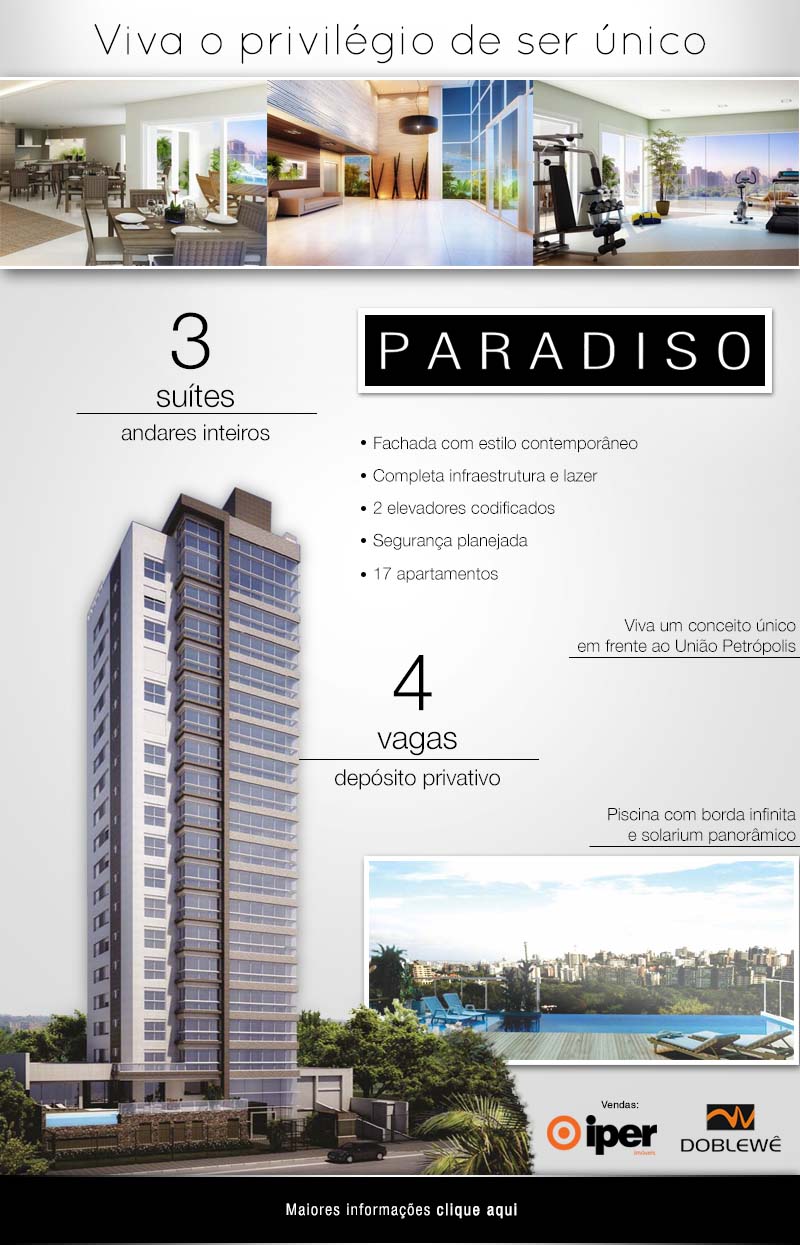 Viva o privilégio de ser único
3
suítes
andares inteiros
PARADISO
• Fachada com estilo contemporâneo
• Completa infraestrutura e lazer
• 2 elevadores codificados
• Segurança planejada
• 17 apartamentos
Viva um conceito único
em frente ao União Petrópolis
4
vagas
depósito privativo
Piscina com borda infinita
e solarium panorâmico
Vendas:
iper
imóveis
DOBLEWÊ
Maiores informações clique aqui